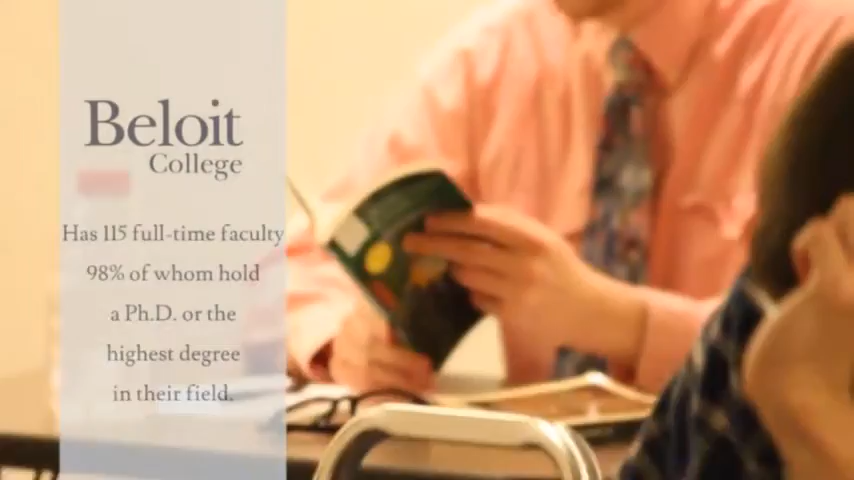 Beloit
College
Has 115 full-time faculty
98% of whom hold
a Ph.D. or the
highest degree
in their field.